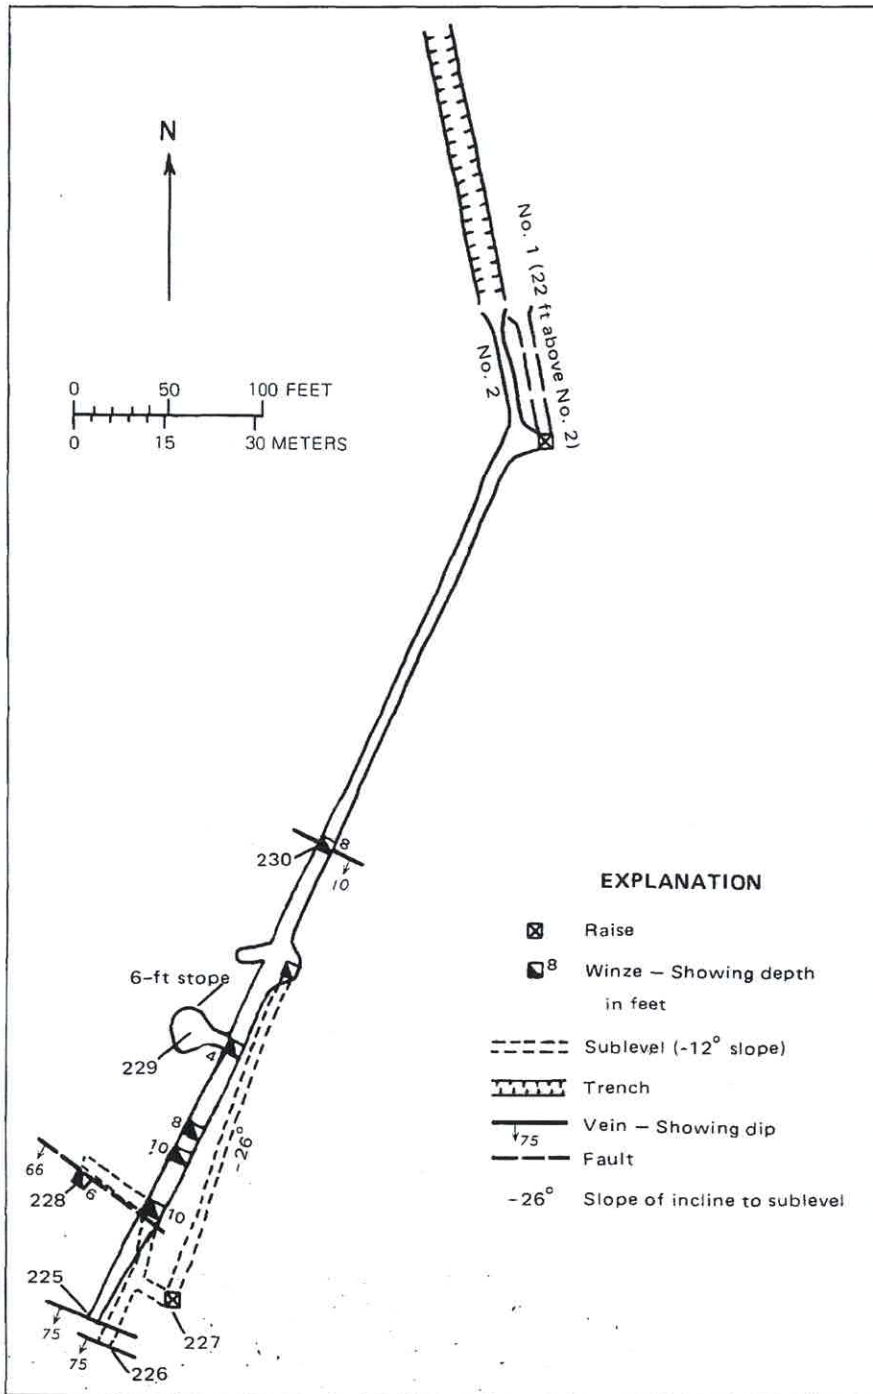 N
No. 1 (22 ft above No. 2)
No. 2
0 50 100 FEET
0 15 30 METERS
230
8
10
6-ft stope
229
4
8
10
-26°
66
228
6
10
225
75
75
226
227
EXPLANATION
Raise
8 Winze – Showing depth
in feet
Sublevel (-12° slope)
Trench
Vein – Showing dip
75
Fault
-26° Slope of incline to sublevel